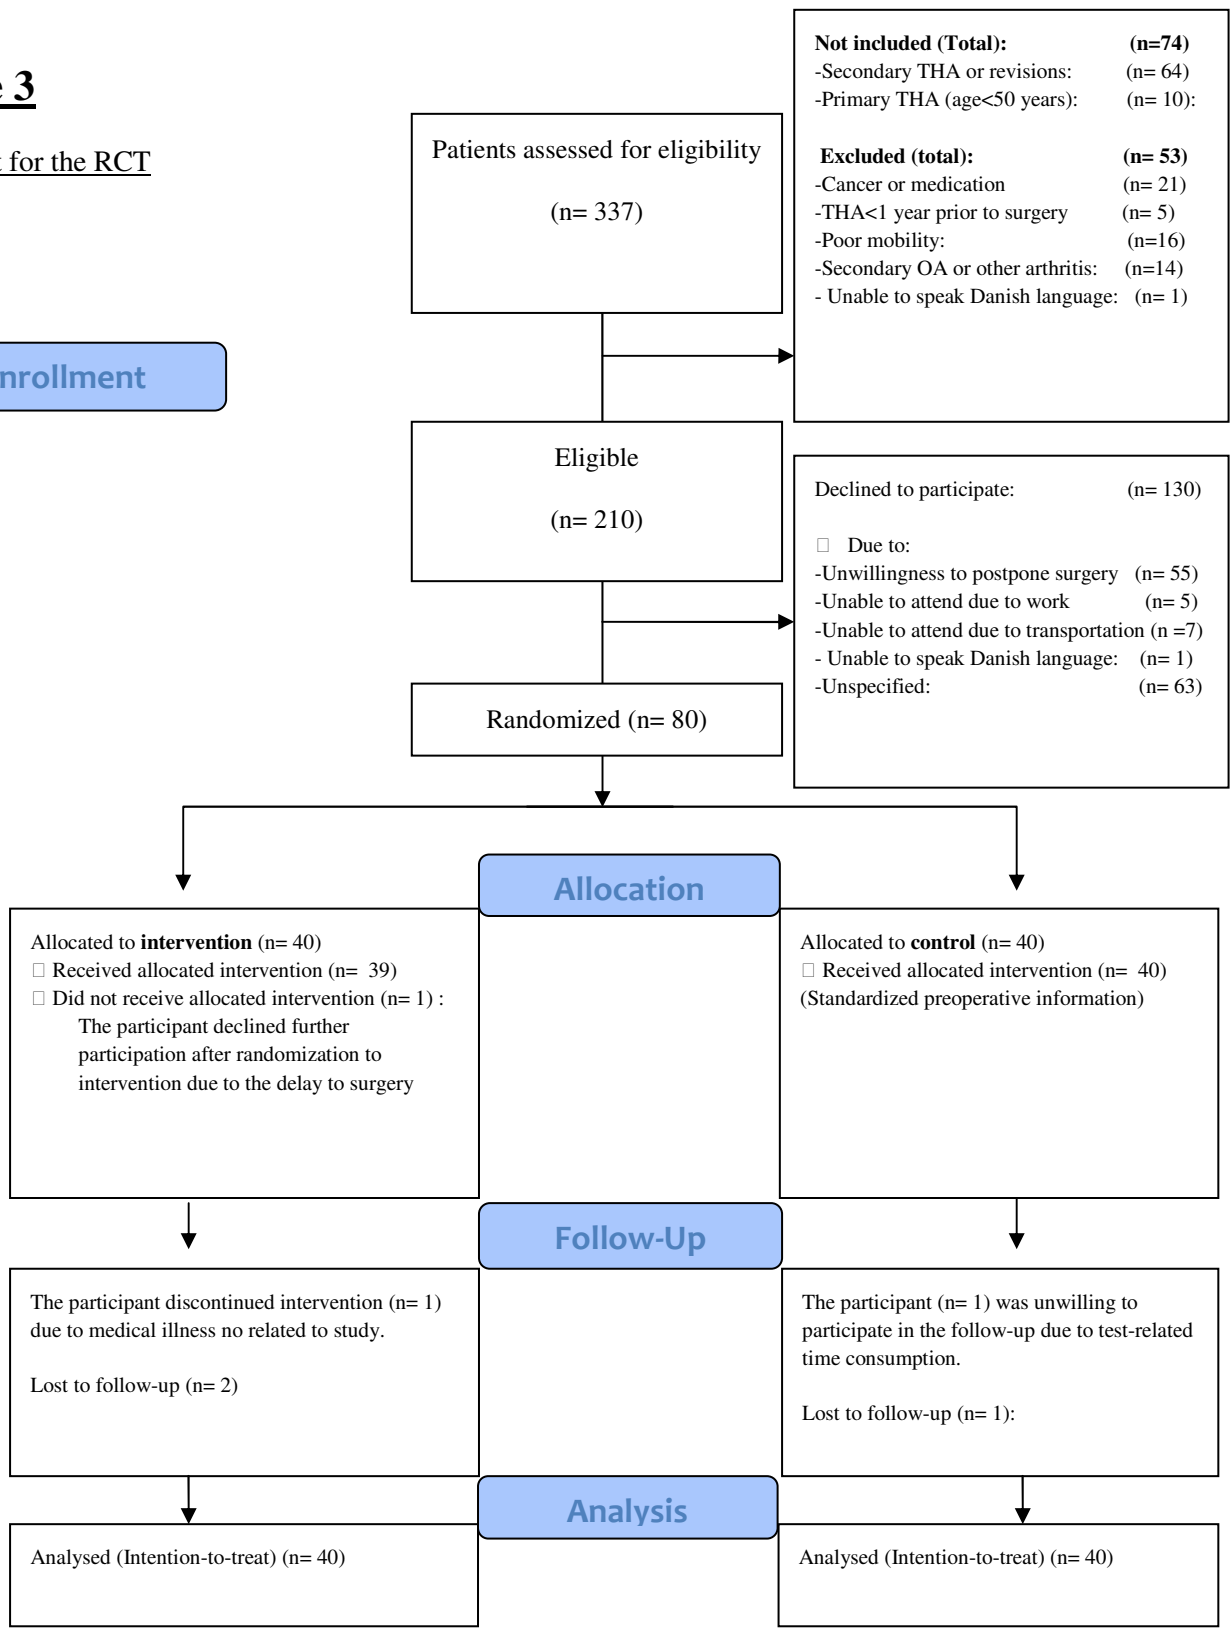 e 3
t for the RCT
Patients assessed for eligibility
(n= 337)
Not included (Total): (n=74)
-Secondary THA or revisions: (n= 64)
-Primary THA (age<50 years): (n= 10):
Excluded (total): (n= 53)
-Cancer or medication (n= 21)
-THA<1 year prior to surgery (n= 5)
-Poor mobility: (n=16)
-Secondary OA or other arthritis: (n=14)
- Unable to speak Danish language: (n= 1)
nrollment
Eligible
(n= 210)
Declined to participate: (n= 130)
Due to:
-Unwillingness to postpone surgery (n= 55)
-Unable to attend due to work (n= 5)
-Unable to attend due to transportation (n =7)
- Unable to speak Danish language: (n= 1)
-Unspecified: (n= 63)
Randomized (n= 80)
Allocation
Allocated to intervention (n= 40)
Received allocated intervention (n= 39)
Did not receive allocated intervention (n= 1) :
The participant declined further
participation after randomization to
intervention due to the delay to surgery
Allocated to control (n= 40)
Received allocated intervention (n= 40)
(Standardized preoperative information)
Follow-Up
The participant discontinued intervention (n= 1)
due to medical illness no related to study.
Lost to follow-up (n= 2)
The participant (n= 1) was unwilling to
participate in the follow-up due to test-related
time consumption.
Lost to follow-up (n= 1):
Analysis
Analysed (Intention-to-treat) (n= 40)
Analysed (Intention-to-treat) (n= 40)